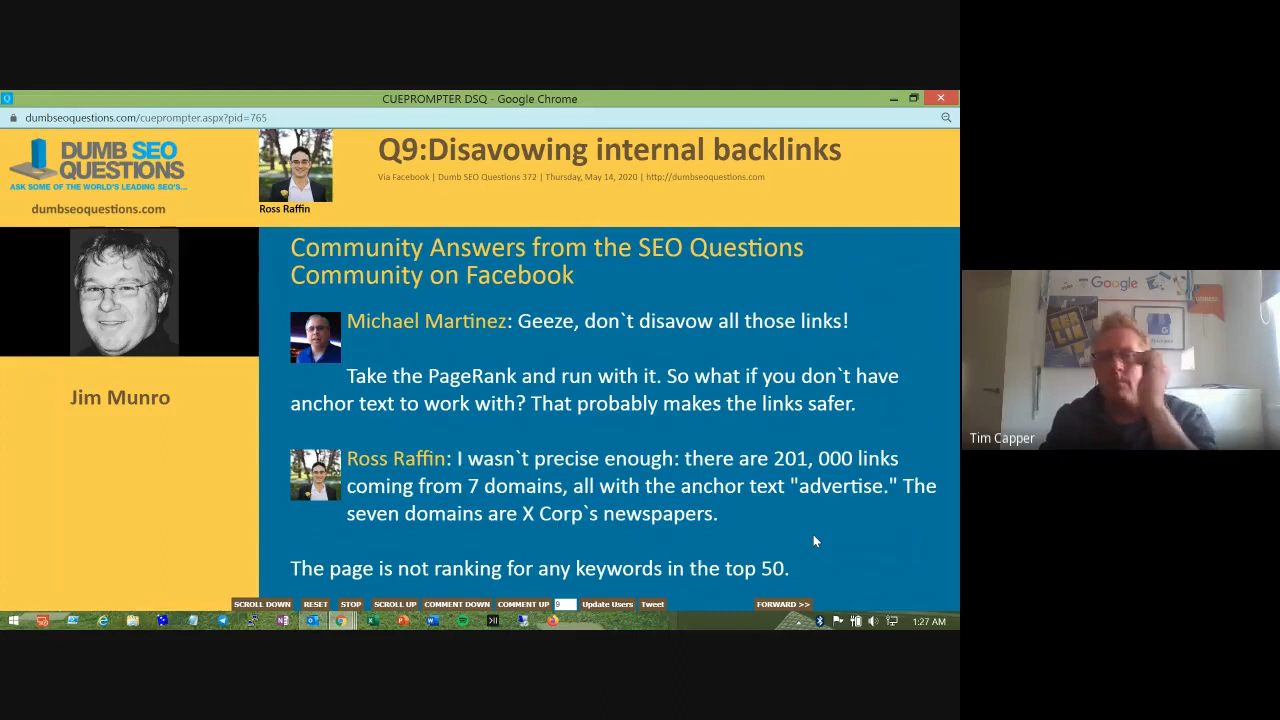 CUEPROMPTER DSQ - Google Chrome
dumbseoquestions.com/cueprompter.aspx?pid=765
DUMB SEO
QUESTIONS
ASK SOME OF THE WORLD'S LEADING SEO'S...
dumbseoquestions.com
Ross Raffin
Q9:Disavowing internal backlinks
Via Facebook | Dumb SEO Questions 372 | Thursday, May 14, 2020 | http://dumbseoquestions.com
Jim Munro
Community Answers from the SEO Questions
Community on Facebook
Michael Martinez: Geeze, don`t disavow all those links!
Take the PageRank and run with it. So what if you don`t have
anchor text to work with? That probably makes the links safer.
Ross Raffin: I wasn`t precise enough: there are 201, 000 links
coming from 7 domains, all with the anchor text "advertise." The
seven domains are X Corp`s newspapers.
The page is not ranking for any keywords in the top 50.
SCROLL DOWN RESET STOP SCROLL UP COMMENT DOWN COMMENT UP 9 Update Users Tweet FORWARD >>
1:27 AM
Google
Tim Capper